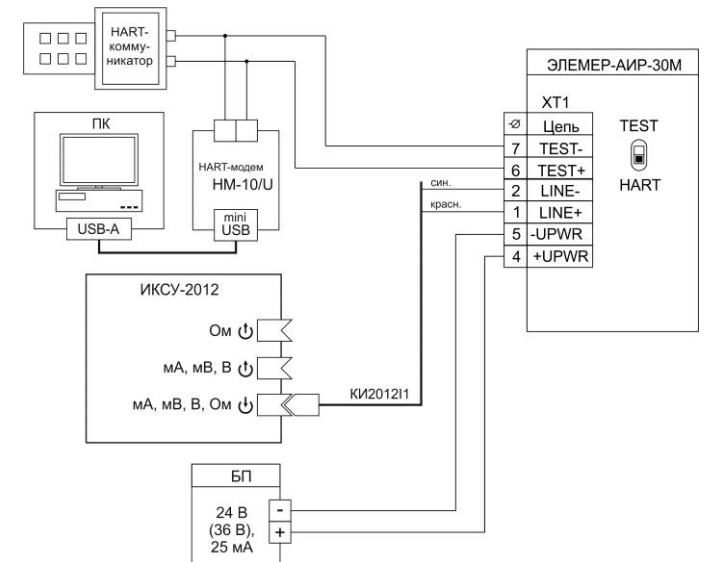 HART-
комму-
никатор
ПК
USB-A
HART-модем
HM-10/U
mini
USB
ИКСУ-2012
Ом
мА, мВ, В
мА, мВ, В, Ом
КИ2012I1
БП
24 В
(36 В),
25 мА
-
+
син.
красн.
ЭЛЕМЕР-АИР-30М
XT1
Цепь
7 TEST-
6 TEST+
2 LINE-
1 LINE+
5 -UPWR
4 +UPWR
TEST
HART